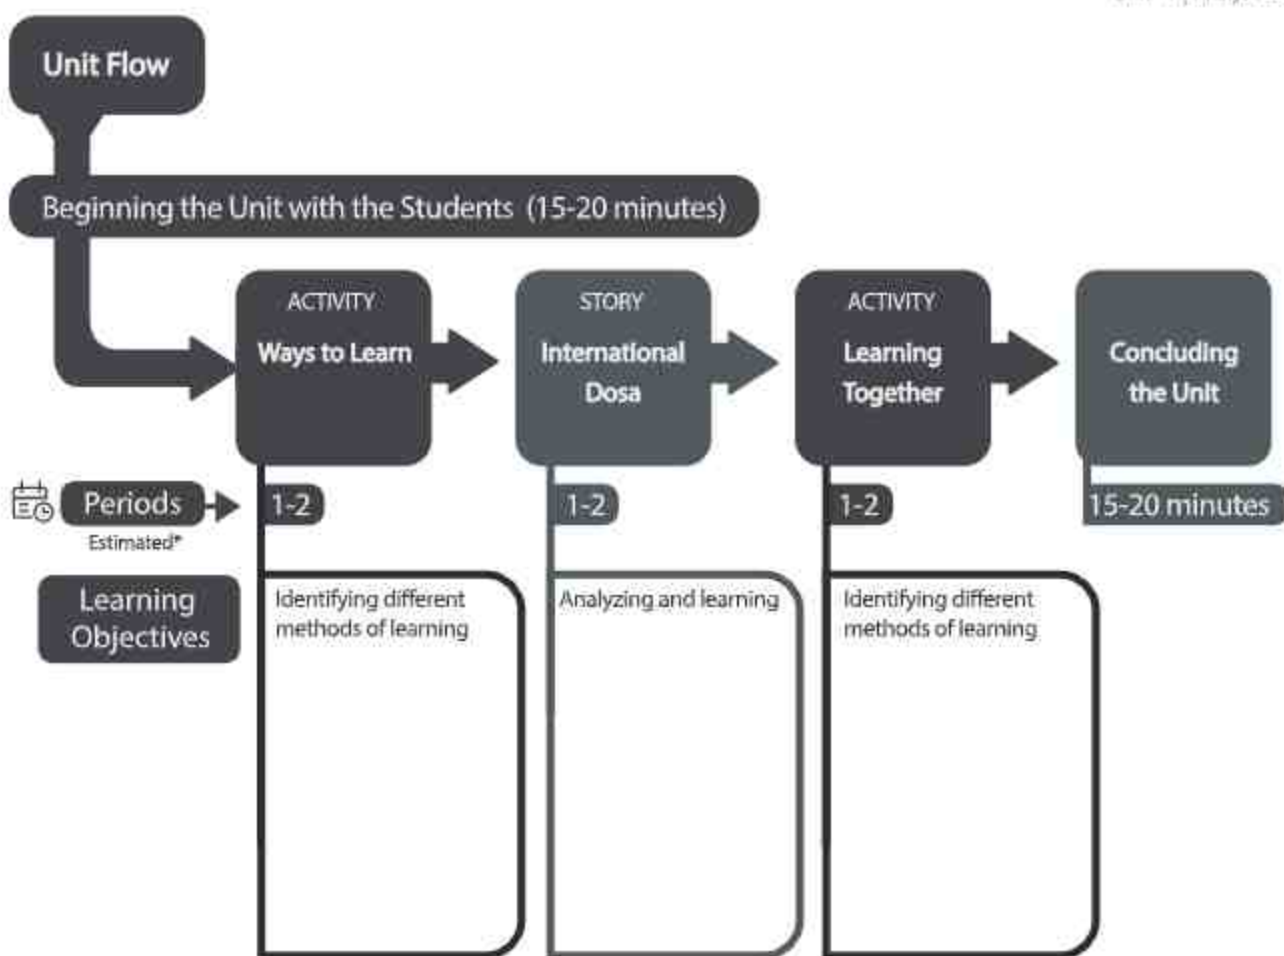 Unit Flow
Beginning the Unit with the Students (15-20 minutes)
ACTIVITY
Ways to Learn
STORY
International
Dosa
ACTIVITY
Learning
Together
Concluding
the Unit
Periods
Estimated*
1-2
1-2
1-2
15-20 minutes
Learning
Objectives
Identifying different
methods of learning
Analyzing and learning
Identifying different
methods of learning